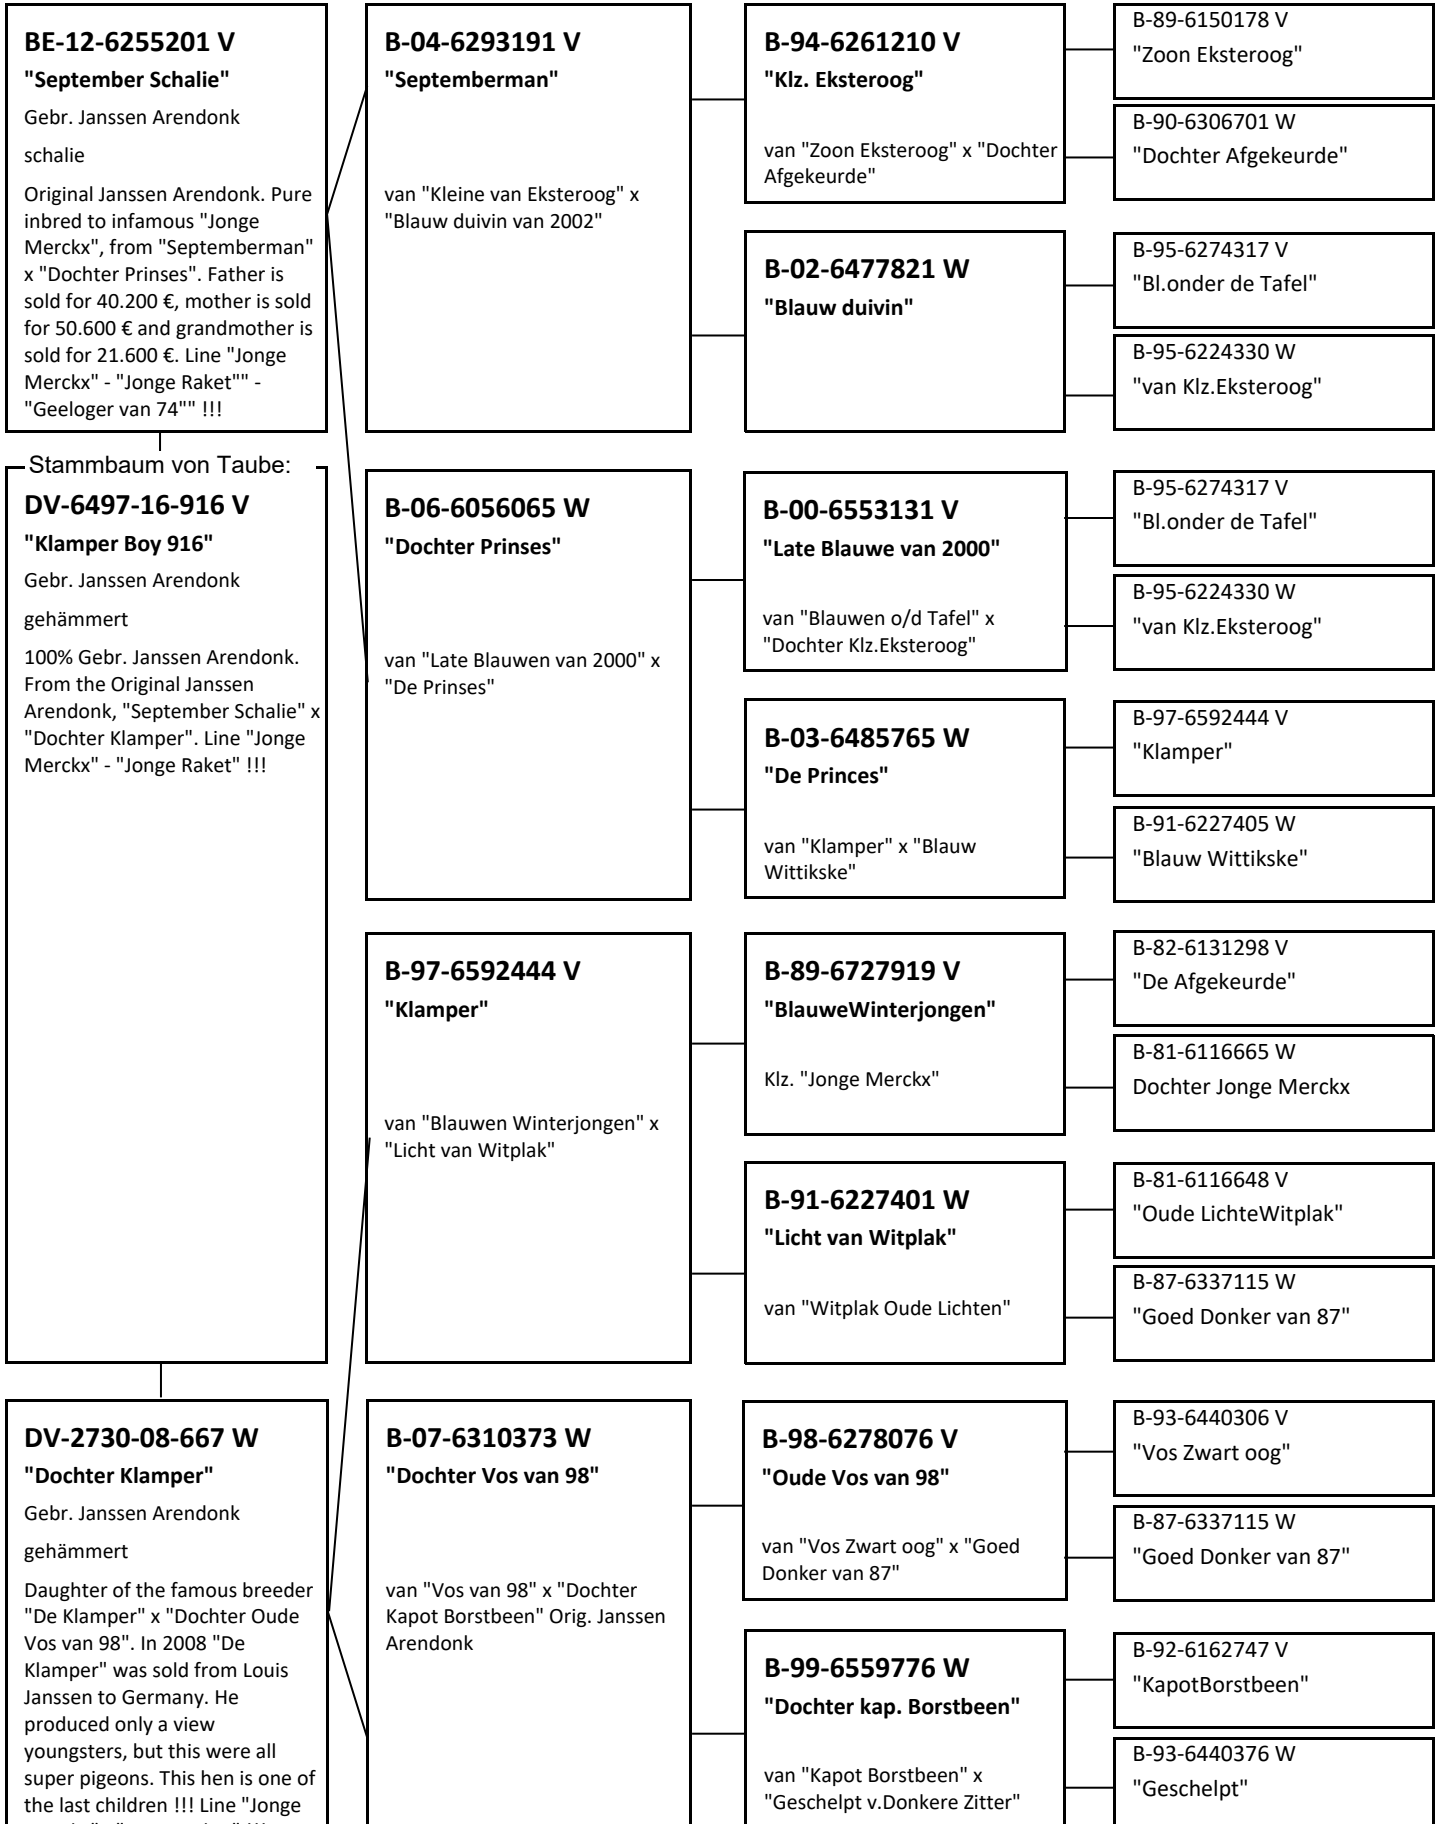 BE-12-6255201 V
"September Schalie"
Gebr. Janssen Arendonk
schalie
Original Janssen Arendonk. Pure
inbred to infamous "Jonge
Merckx", from "Septemberman"
x "Dochter Prinses". Father is
sold for 40.200 €, mother is sold
for 50.600 € and grandmother is
sold for 21.600 €. Line "Jonge
Merckx" - "Jonge Raket"" -
"Geeloger van 74"" !!!
Stammbaum von Taube:
DV-6497-16-916 V
"Klamper Boy 916"
Gebr. Janssen Arendonk
gehämmert
100% Gebr. Janssen Arendonk.
From the Original Janssen
Arendonk, "September Schalie" x
"Dochter Klamper". Line "Jonge
Merckx" - "Jonge Raket" !!!
DV-2730-08-667 W
"Dochter Klamper"
Gebr. Janssen Arendonk
gehämmert
Daughter of the famous breeder
"De Klamper" x "Dochter Oude
Vos van 98". In 2008 "De
Klamper" was sold from Louis
Janssen to Germany. He
produced only a view
youngsters, but this were all
super pigeons. This hen is one of
the last children !!! Line "Jonge
B-04-6293191 V
"Septemberman"
van "Kleine van Eksteroog" x
"Blauw duivin van 2002"
B-06-6056065 W
"Dochter Prinses"
van "Late Blauwen van 2000" x
"De Prinses"
B-97-6592444 V
"Klamper"
van "Blauwen Winterjongen" x
"Licht van Witplak"
B-07-6310373 W
"Dochter Vos van 98"
van "Vos van 98" x "Dochter
Kapot Borstbeen" Orig. Janssen
Arendonk
B-94-6261210 V
"Klz. Eksteroog"
van "Zoon Eksteroog" x "Dochter
Afgekeurde"
B-02-6477821 W
"Blauw duivin"
B-00-6553131 V
"Late Blauwe van 2000"
van "Blauwen o/d Tafel" x
"Dochter Klz.Eksteroog"
B-03-6485765 W
"De Princes"
van "Klamper" x "Blauw
Wittikske"
B-89-6727919 V
"BlauweWinterjongen"
Klz. "Jonge Merckx"
B-91-6227401 W
"Licht van Witplak"
van "Witplak Oude Lichten"
B-98-6278076 V
"Oude Vos van 98"
van "Vos Zwart oog" x "Goed
Donker van 87"
B-99-6559776 W
"Dochter kap. Borstbeen"
van "Kapot Borstbeen" x
"Geschelpt v.Donkere Zitter"
B-89-6150178 V
"Zoon Eksteroog"
B-90-6306701 W
"Dochter Afgekeurde"
B-95-6274317 V
"Bl.onder de Tafel"
B-95-6224330 W
"van Klz.Eksteroog"
B-95-6274317 V
"Bl.onder de Tafel"
B-95-6224330 W
"van Klz.Eksteroog"
B-97-6592444 V
"Klamper"
B-91-6227405 W
"Blauw Wittikske"
B-82-6131298 V
"De Afgekeurde"
B-81-6116665 W
Dochter Jonge Merckx
B-81-6116648 V
"Oude LichteWitplak"
B-87-6337115 W
"Goed Donker van 87"
B-93-6440306 V
"Vos Zwart oog"
B-87-6337115 W
"Goed Donker van 87"
B-92-6162747 V
"KapotBorstbeen"
B-93-6440376 W
"Geschelpt"